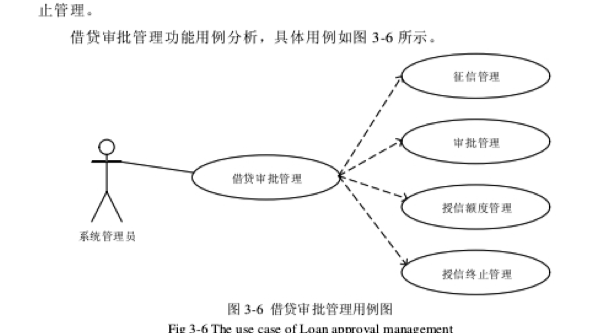 止管理。
借贷审批管理功能用例分析，具体用例如图 3-6 所示。
征信管理
审批管理
借贷审批管理
授信额度管理
系统管理员
授信终止管理
图 3-6 借贷审批管理用例图
Fig 3-6 The use case of Loan approval management